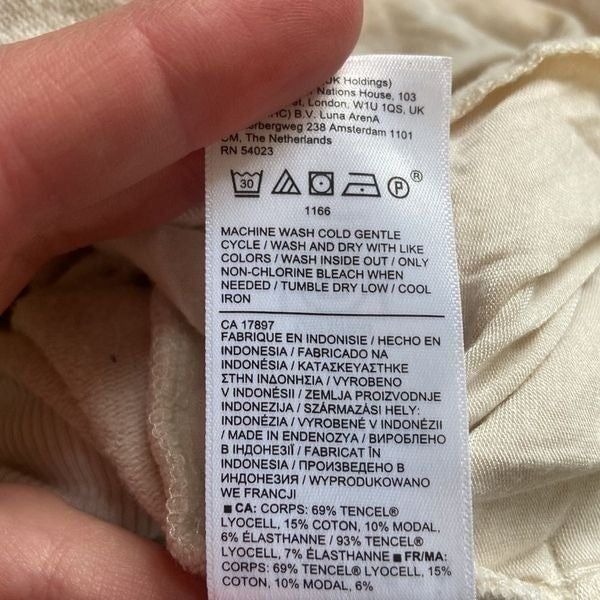 UK Holdings)
Nations House, 103
London, W1U 1QS, UK
B.V. Luna ArenA
238 Amsterdam 1101
The Netherlands
RN 54023
30 P ®
1166
MACHINE WASH COLD GENTLE
CYCLE / WASH AND DRY WITH LIKE
COLORS / WASH INSIDE OUT / ONLY
NON-CHLORINE BLEACH WHEN
NEEDED / TUMBLE DRY LOW / COOL
IRON
CA 17897
FABRIQUE EN INDONISIE / HECHO EN
INDONESIA / FABRICADO NA
INDONÉSIA / ΚΑΤΑΣΚΕΥΑΣΤΗΚΕ
ΣΤΗΝ ΙΝΔΟΝΗΣΙΑ / VYROBENO
V INDONÉSII / ZEMLJA PROIZVODNJE
INDONEZIJA / SZÁRMAZÁSI HELY:
INDONÉZIA / VYROBENÉ V INDONÉZII
/ MADE IN ENDENOZYA / ВИРОБЛЕНО
В ІНДОНЕЗІЇ / FABRICAT ÎN
INDONESIA / ПРОИЗВЕДЕНО В
ИНДОНЕЗИЯ / WYPRODUKOWANO
WE FRANCJI
■ CA: CORPS: 69% TENCEL®
LYOCELL, 15% COTON, 10% MODAL,
6% ÉLASTHANNE / 93% TENCEL®
LYOCELL, 7% ÉLASTHANNE ■ FR/MA:
CORPS: 69% TENCEL® LYOCELL, 15%
COTON, 10% MODAL, 6%